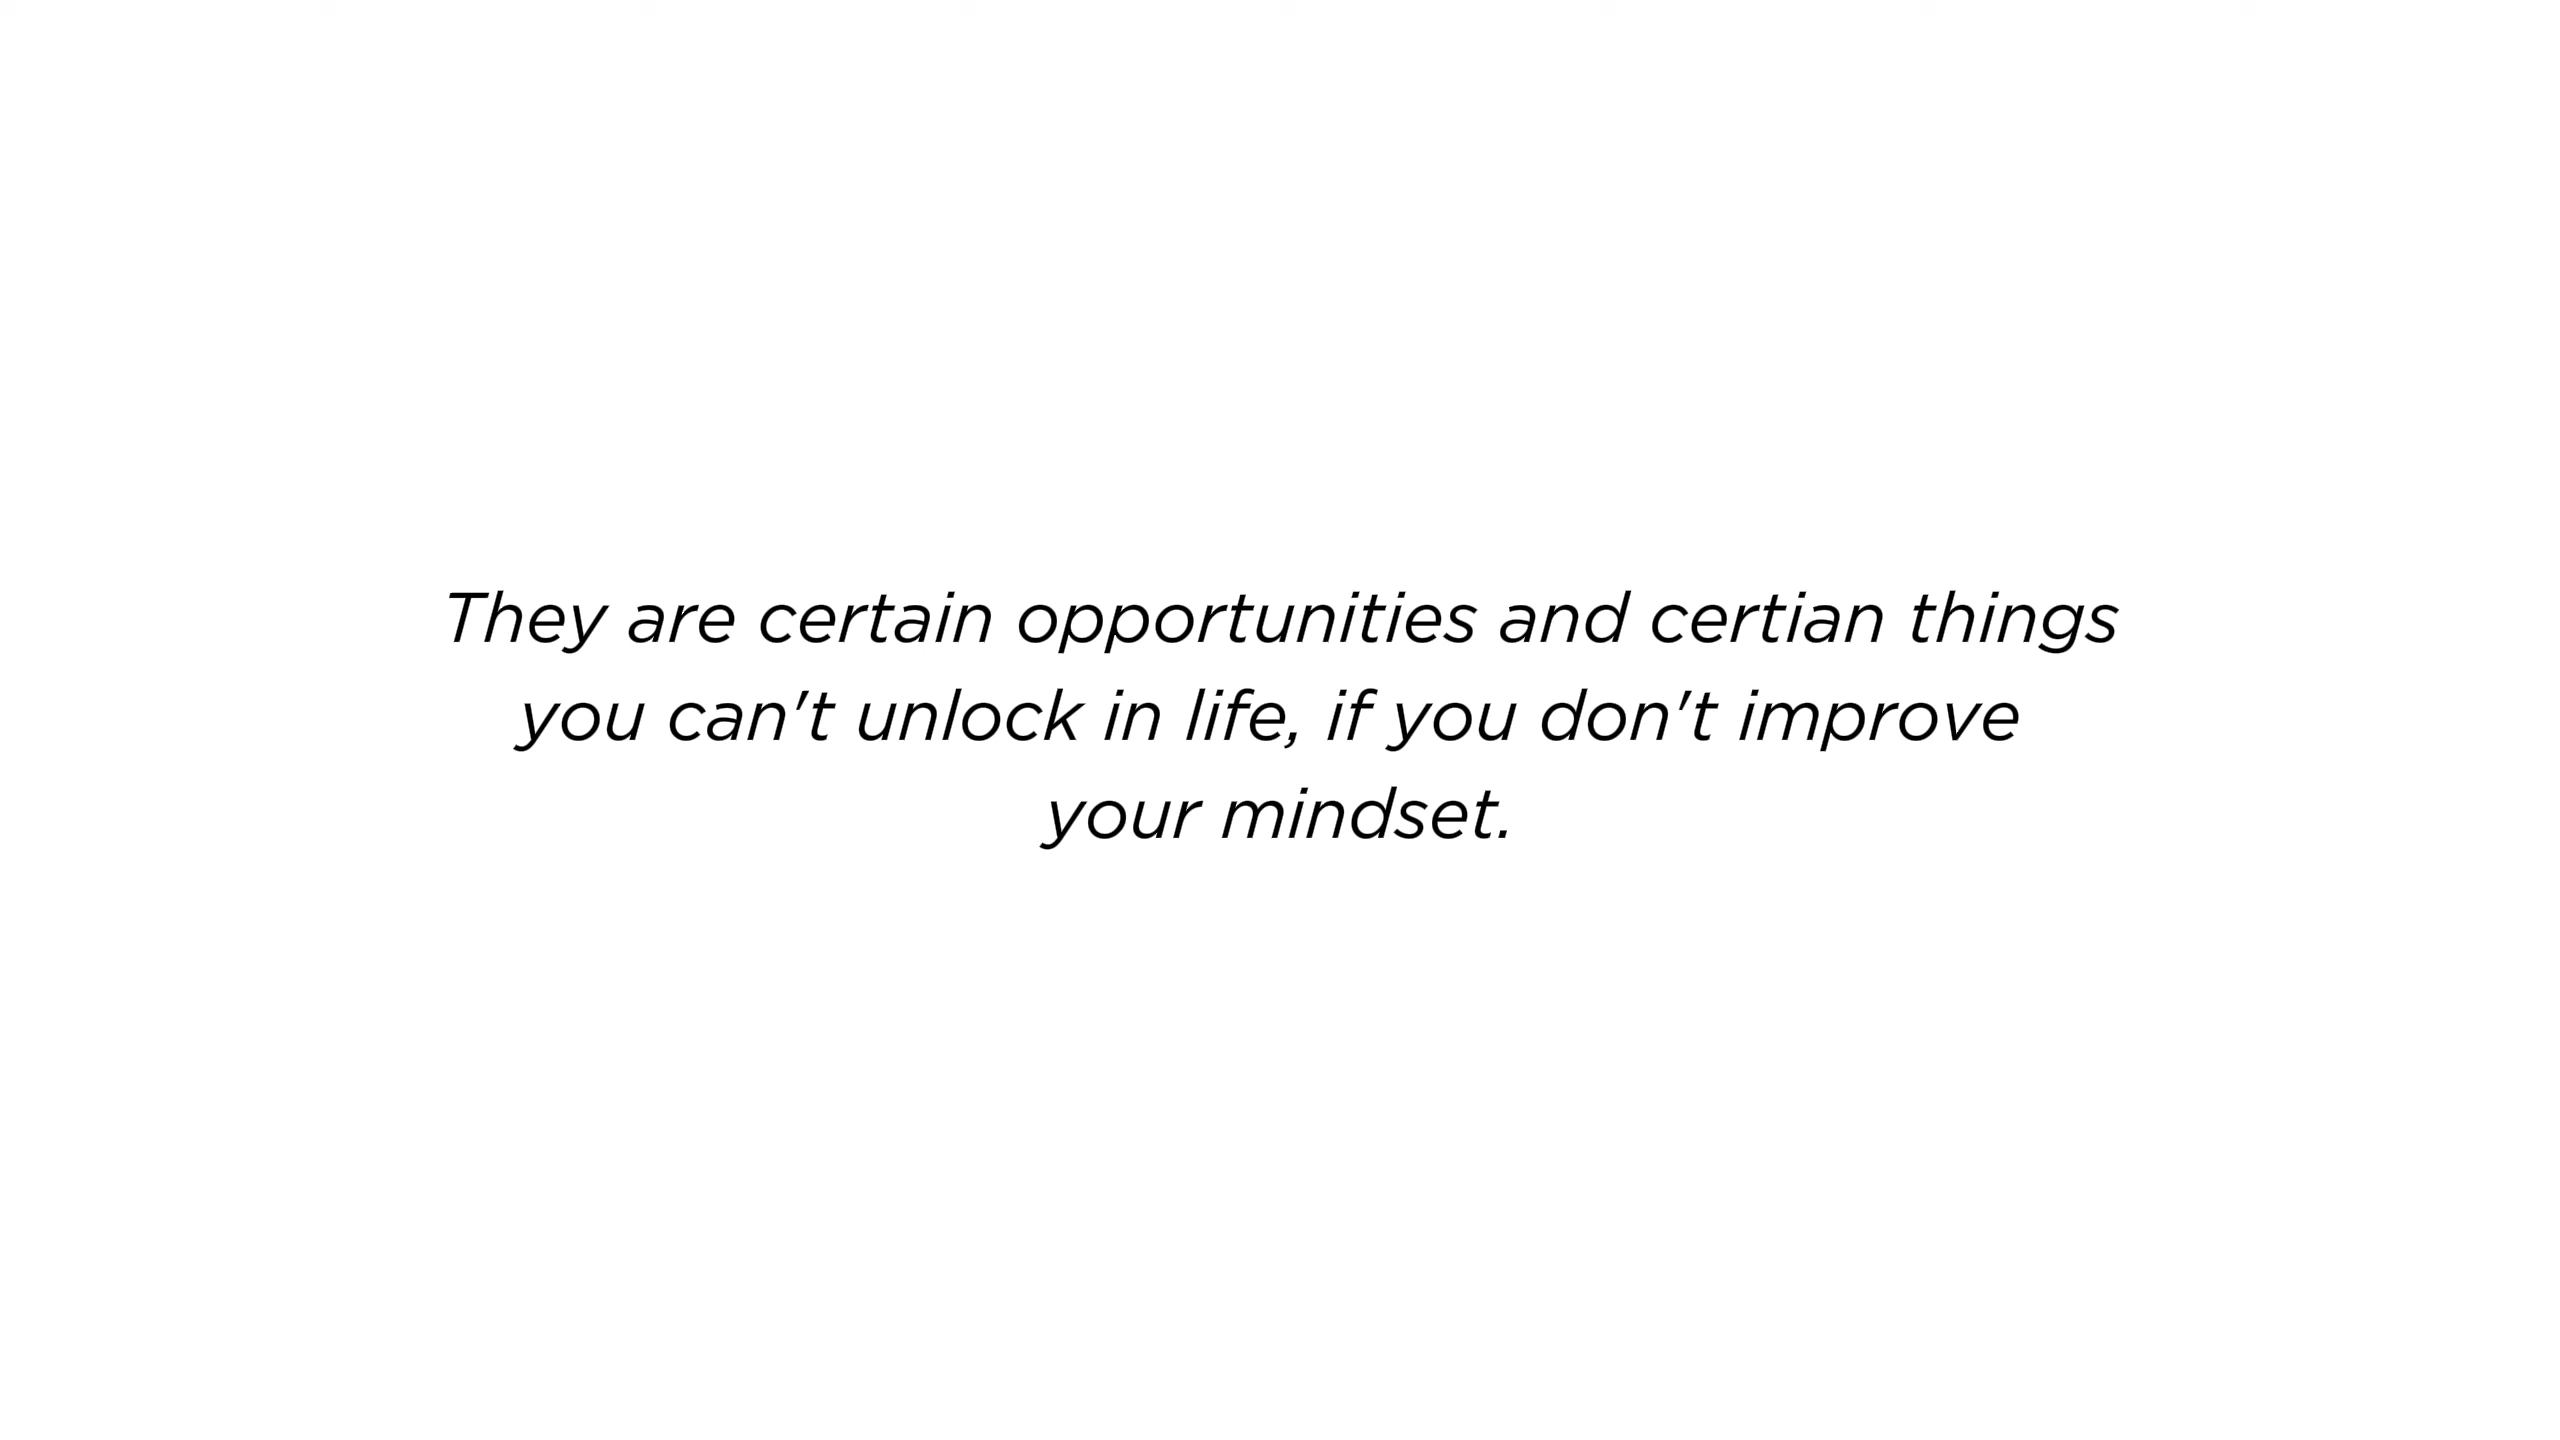 They are certain opportunities and certian things
you can't unlock in life, if you don't improve
your mindset.